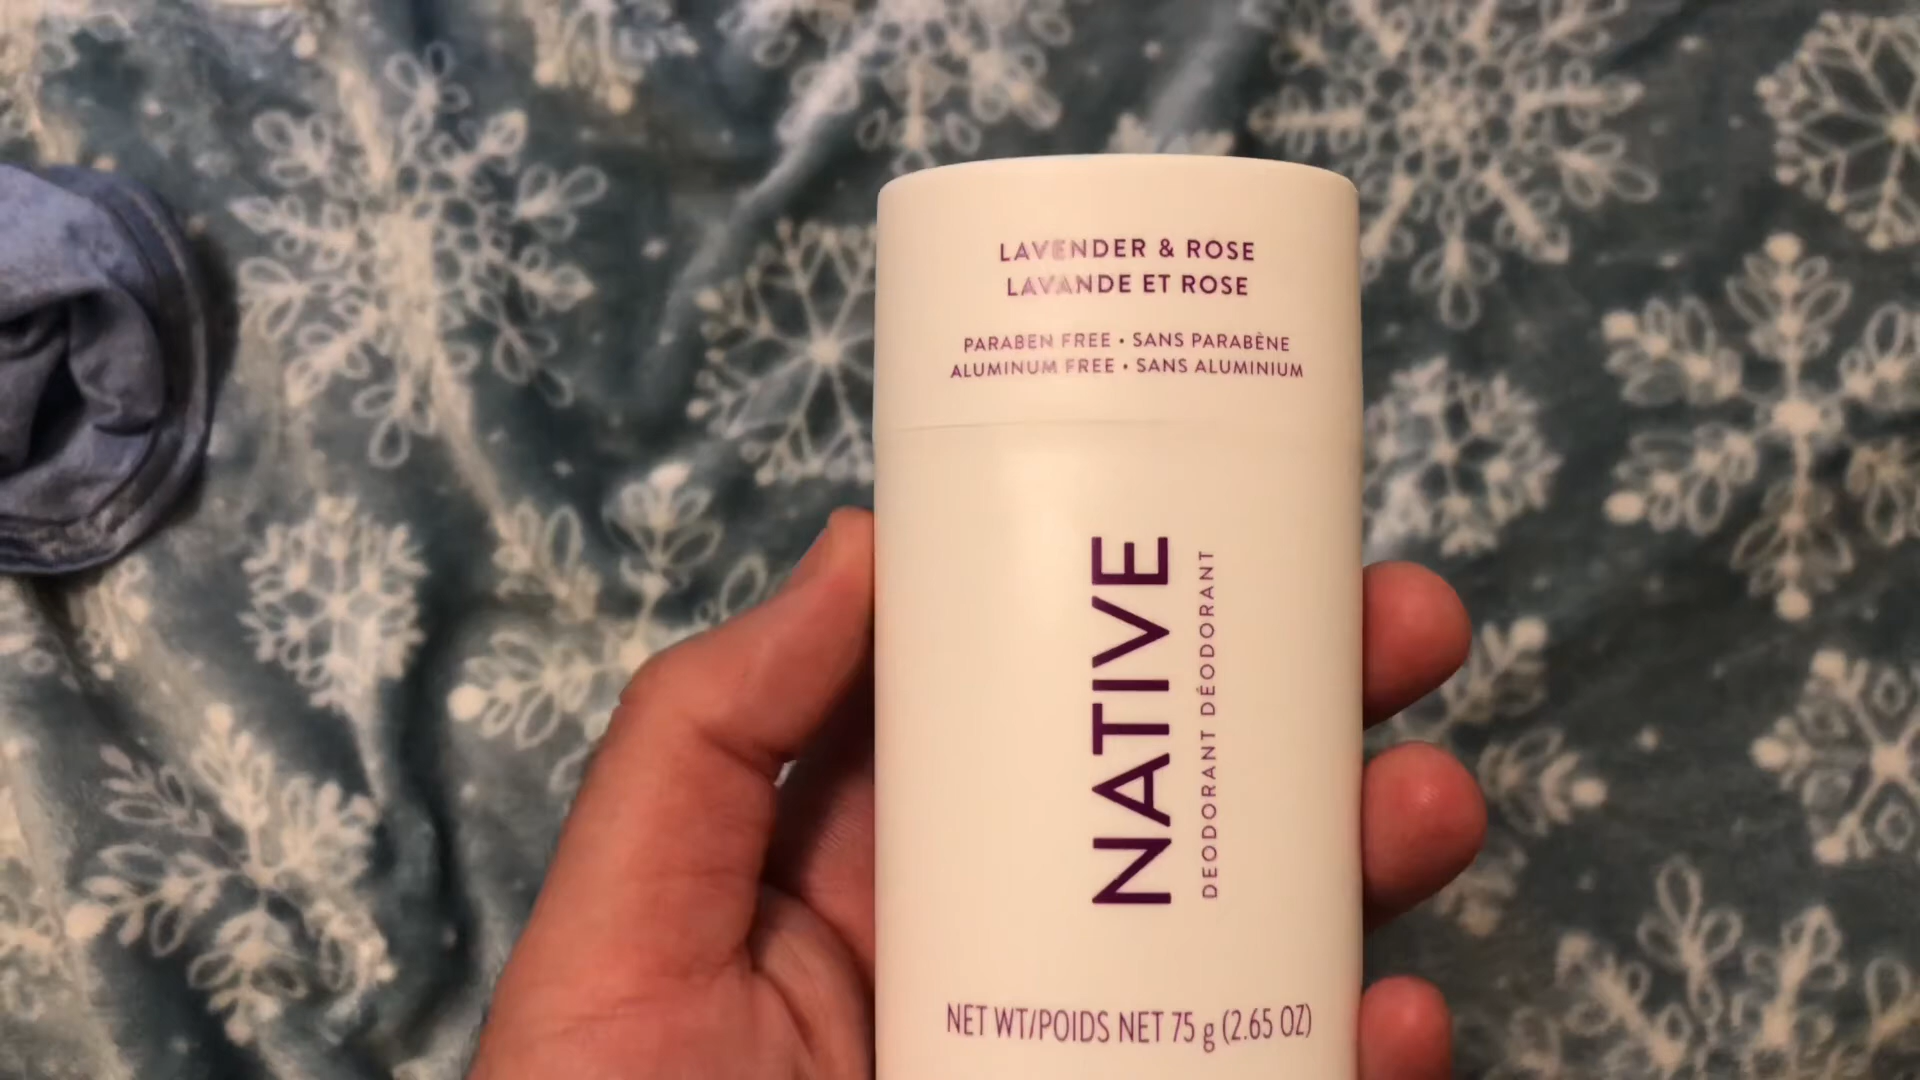 LAVENDER & ROSE
LAVANDE ET ROSE
PARABEN FREE • SANS PARABÈNE
ALUMINUM FREE • SANS ALUMINIUM
NATIVE
DEODORANT DÉODORANT
NET WT/POIDS NET 75 g (2.65 OZ)